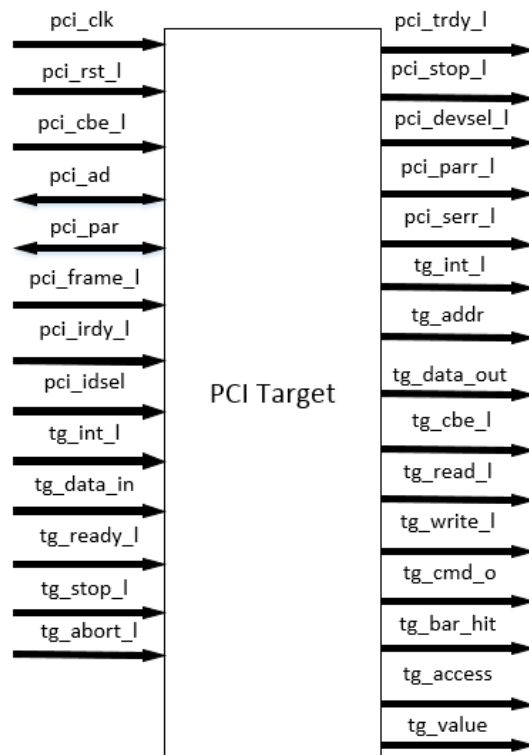 pci_clk
pci_rst_l
pci_cbe_l
pci_ad
pci_par
pci_frame_l
pci_irdy_l
pci_idsel
tg_int_l
tg_data_in
tg_ready_l
tg_stop_l
tg_abort_l
PCI Target
pci_trdy_l
pci_stop_l
pci_devsel_l
pci_parr_l
pci_serr_l
tg_int_l
tg_addr
tg_data_out
tg_cbe_l
tg_read_l
tg_write_l
tg_cmd_o
tg_bar_hit
tg_access
tg_value